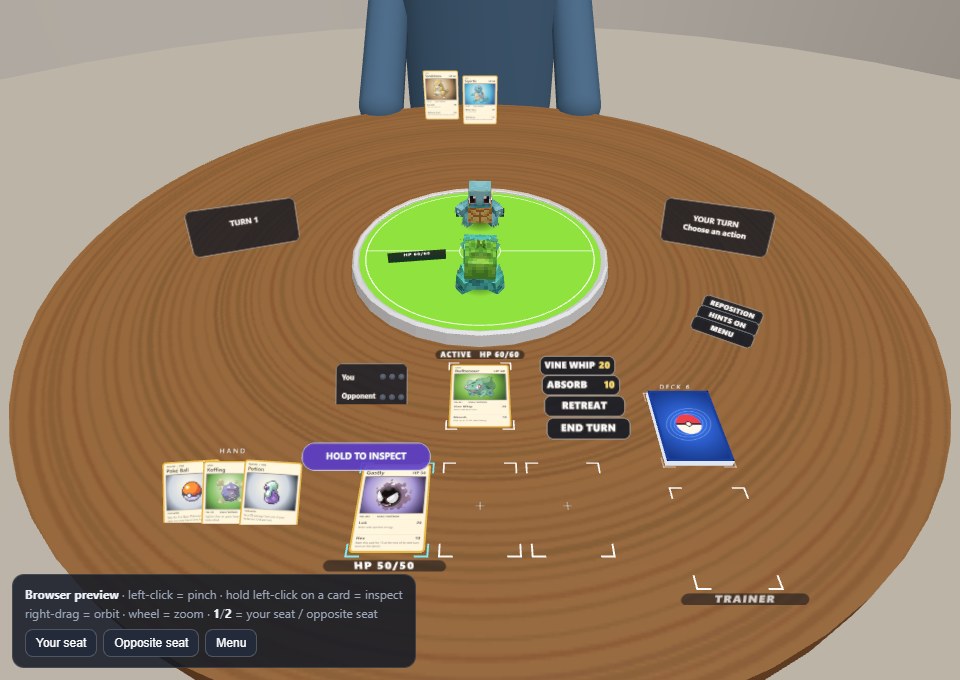 TURN 1
YOUR TURN
Choose an action
HP 60/60
REPOSITION
HINTS ON
MENU
ACTIVE HP 60/60
You
Opponent
VINE WHIP 20
ABSORB 10
RETREAT
END TURN
DECK 6
HAND
HOLD TO INSPECT
Poké Ball
Koffing
Potion
Gastly
HP 50/50
TRAINER
Browser preview · left-click = pinch · hold left-click on a card = inspect
right-drag = orbit · wheel = zoom · 1/2 = your seat / opposite seat
Your seat
Opposite seat
Menu